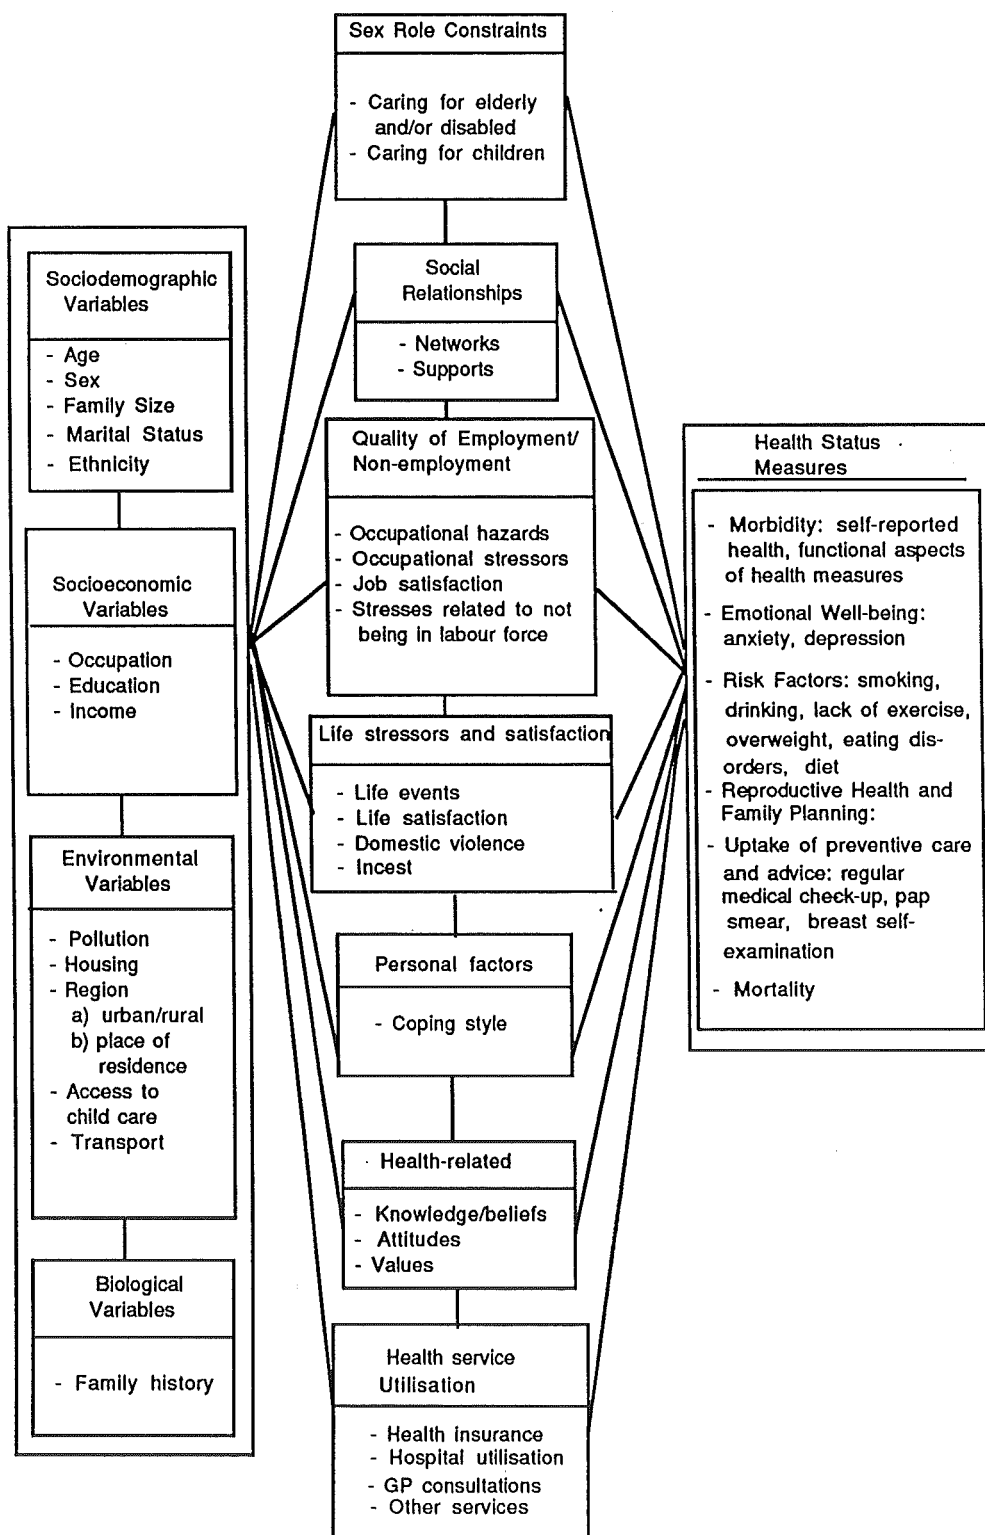 Sociodemographic
Variables
- Age
- Sex
- Family Size
- Marital Status
- Ethnicity
Socioeconomic
Variables
- Occupation
- Education
- Income
Environmental
Variables
- Pollution
- Housing
- Region
a) urban/rural
b) place of
residence
- Access to
child care
- Transport
Biological
Variables
- Family history
Sex Role Constraints
- Caring for elderly
and/or disabled
- Caring for children
Social
Relationships
- Networks
- Supports
Quality of Employment/
Non-employment
- Occupational hazards
- Occupational stressors
- Job satisfaction
- Stresses related to not
being in labour force
Life stressors and satisfaction
- Life events
- Life satisfaction
- Domestic violence
- Incest
Personal factors
- Coping style
Health-related
- Knowledge/beliefs
- Attitudes
- Values
Health service
Utilisation
- Health insurance
- Hospital utilisation
- GP consultations
- Other services
Health Status
Measures
- Morbidity: self-reported
health, functional aspects
of health measures
- Emotional Well-being:
anxiety, depression
- Risk Factors: smoking,
drinking, lack of exercise,
overweight, eating dis-
orders, diet
- Reproductive Health and
Family Planning:
- Uptake of preventive care
and advice: regular
medical check-up, pap
smear, breast self-
examination
- Mortality